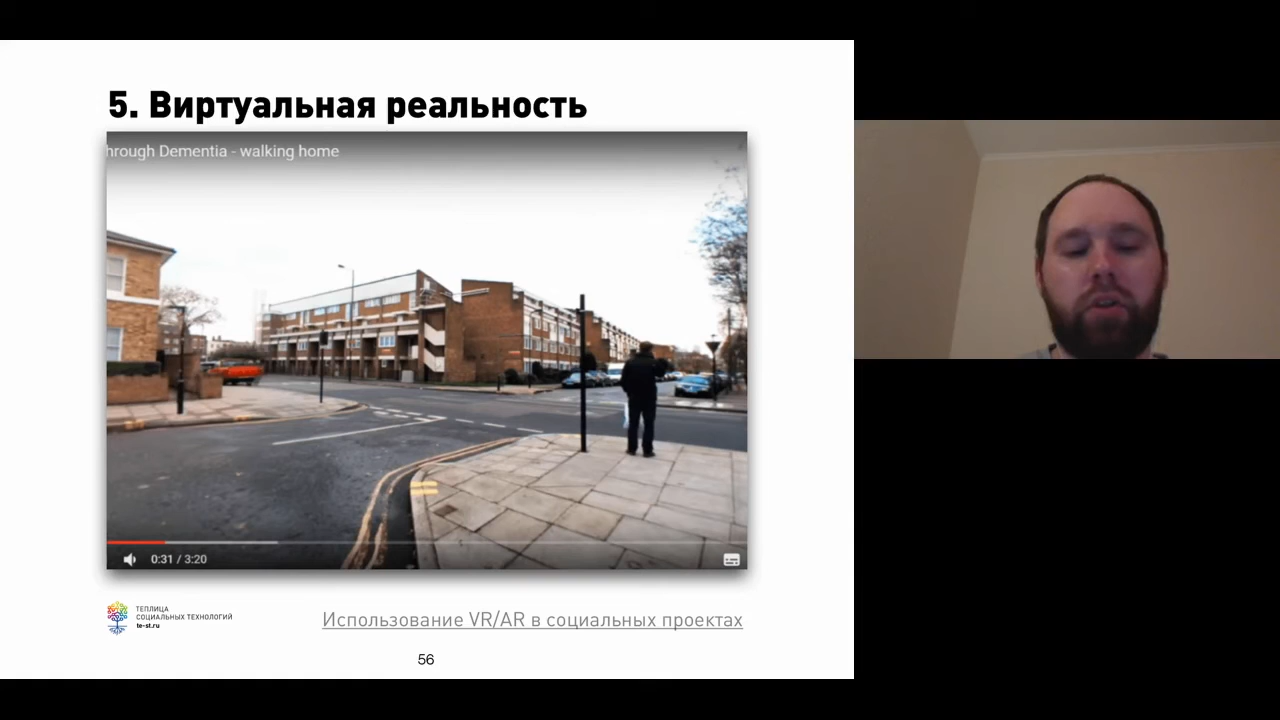 5. Виртуальная реальность
hrough Dementia - walking home
0:31 / 3:20
ТЕПЛИЦА
СОЦИАЛЬНЫХ ТЕХНОЛОГИЙ
te-st.ru
Использование VR/AR в социальных проектах
56